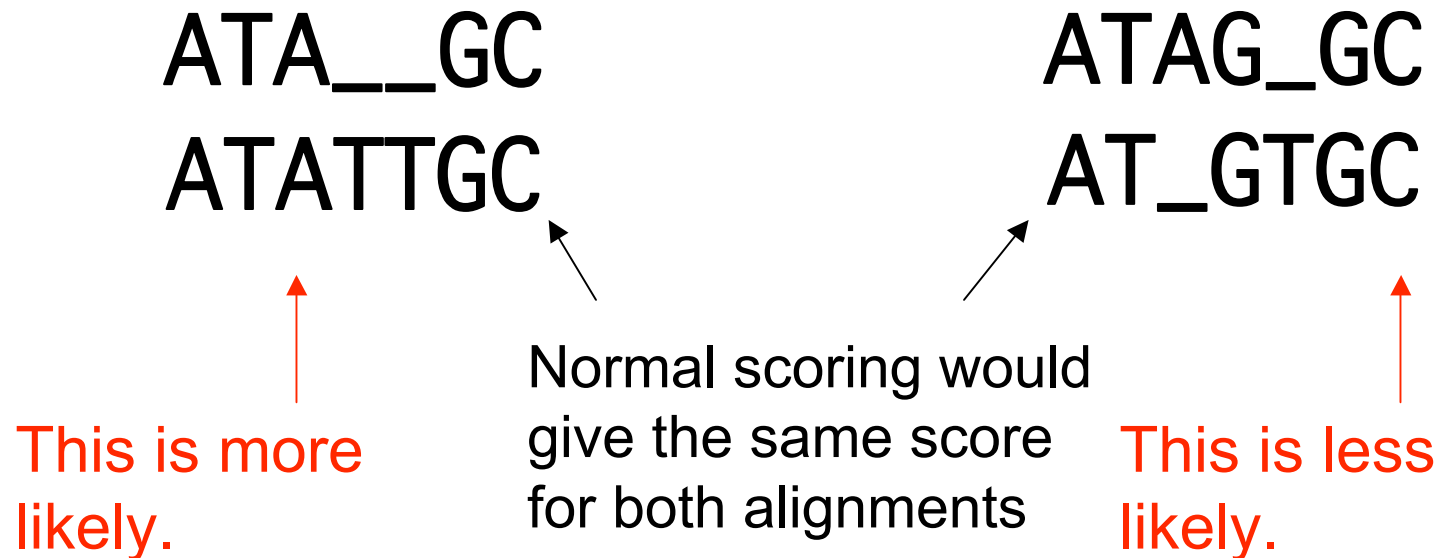 ATA__GC
ATATTGC
ATAG_GC
AT_GTGC
Normal scoring would
give the same score
for both alignments
This is more
likely.
This is less
likely.